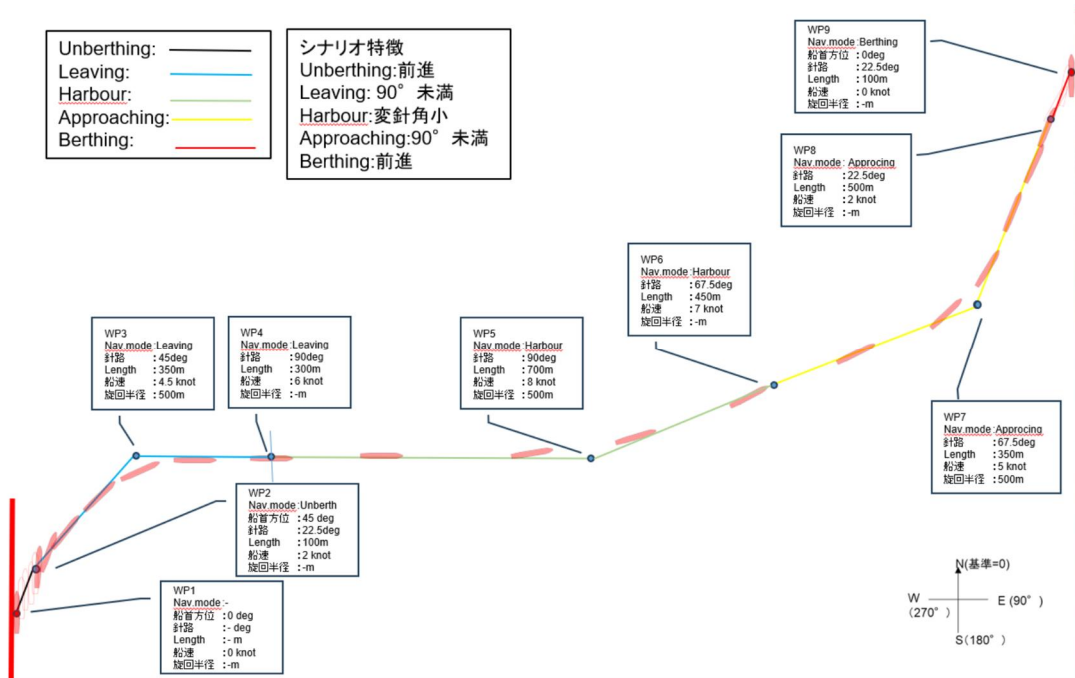 Unberthing:
Leaving:
Harbour:
Approaching:
Berthing:
シナリオ特徴
Unberthing:前進
Leaving: 90°未満
Harbour:変針角小
Approaching:90°未満
Berthing:前進
WP9
Nav.mode :Berthing
船首方位 :0deg
針路 :22.5deg
Length :100m
船速 :0 knot
旋回半径 :-m
WP8
Nav.mode: Approcing
針路 :22.5deg
Length :500m
船速 :2 knot
旋回半径 :-m
WP6
Nav.mode :Harbour
針路 :67.5deg
Length :450m
船速 :7 knot
旋回半径 :-m
WP3
Nav.mode :Leaving
針路 :45deg
Length :350m
船速 :4.5 knot
旋回半径 :500m
WP4
Nav.mode :Leaving
針路 :90deg
Length :300m
船速 :6 knot
旋回半径 :-m
WP5
Nav.mode :Harbour
針路 :90deg
Length :700m
船速 :8 knot
旋回半径 :500m
WP7
Nav.mode :Approcing
針路 :67.5deg
Length :350m
船速 :5 knot
旋回半径 :500m
WP2
Nav.mode :Unberth
船首方位 :45 deg
針路 :22.5deg
Length :100m
船速 :2 knot
旋回半径 :-m
WP1
Nav.mode :-
船首方位 :0 deg
針路 :- deg
Length :- m
船速 :0 knot
旋回半径 :-m
N(基準=0)
W
(270°)
E (90°)
S(180°)